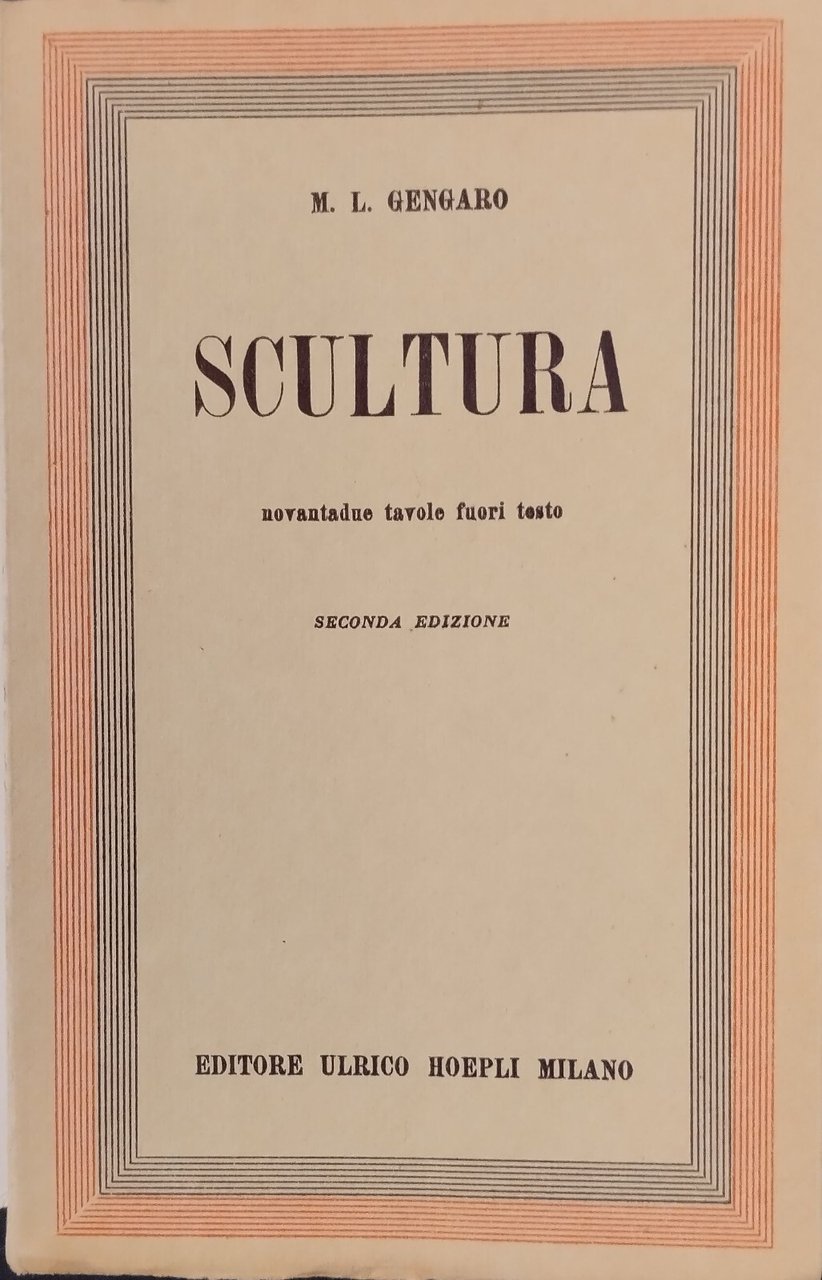 M. L. GENGARO
SCULTURA
novantadue tavole fuori testo
SECONDA EDIZIONE
EDITORE ULRICO HOEPLI MILANO